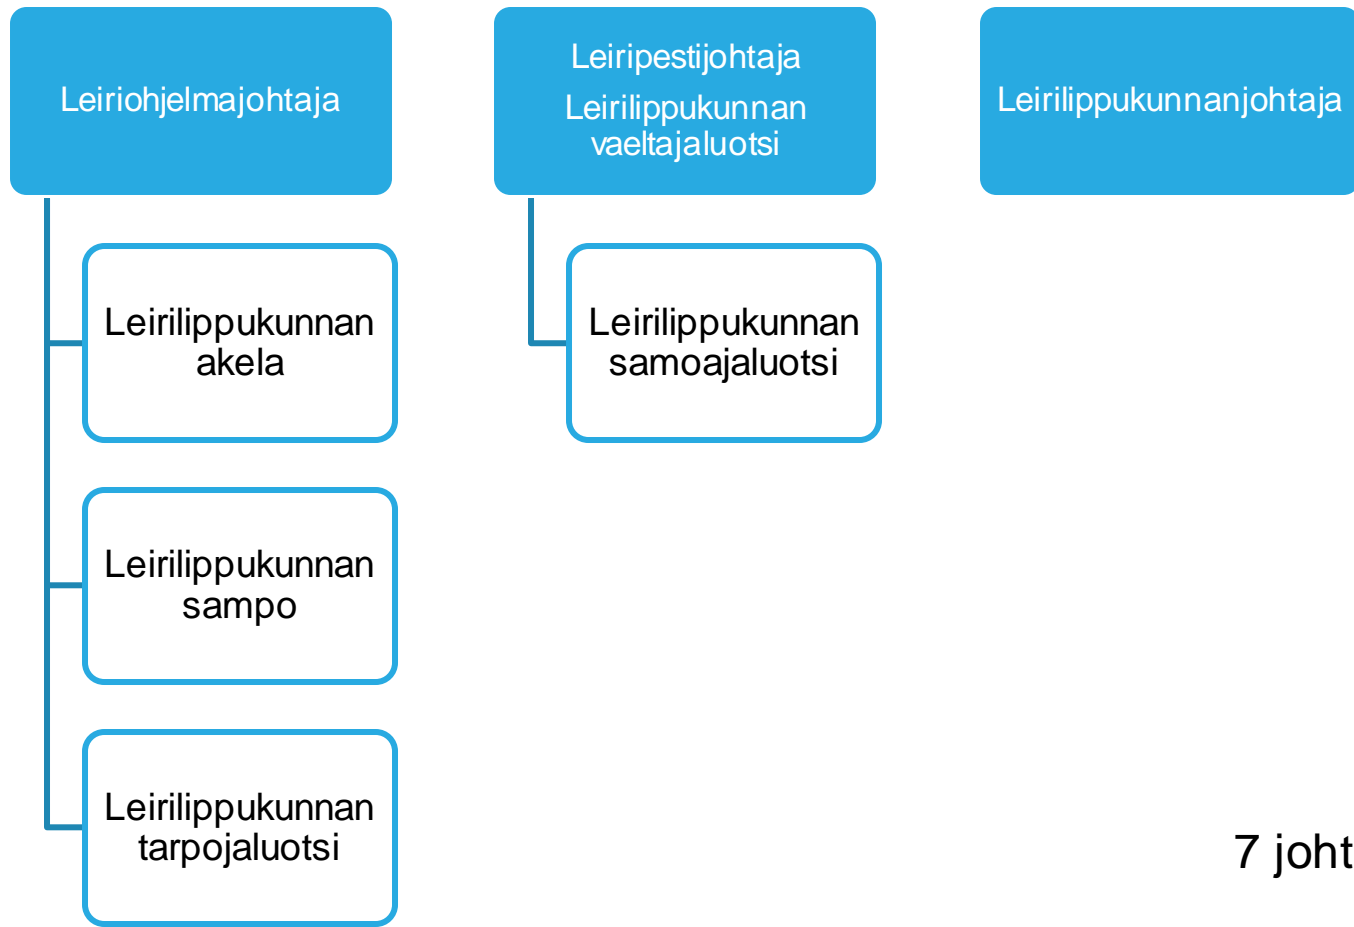 Leiriohjelmajohtaja
Leiripestijohtaja
Leirilippukunnan
vaeltajaluotsi
Leirilippukunnanjohtaja
Leirilippukunnan
akela
Leirilippukunnan
samoajaluotsi
Leirilippukunnan
sampo
Leirilippukunnan
tarpojaluotsi
7 joht